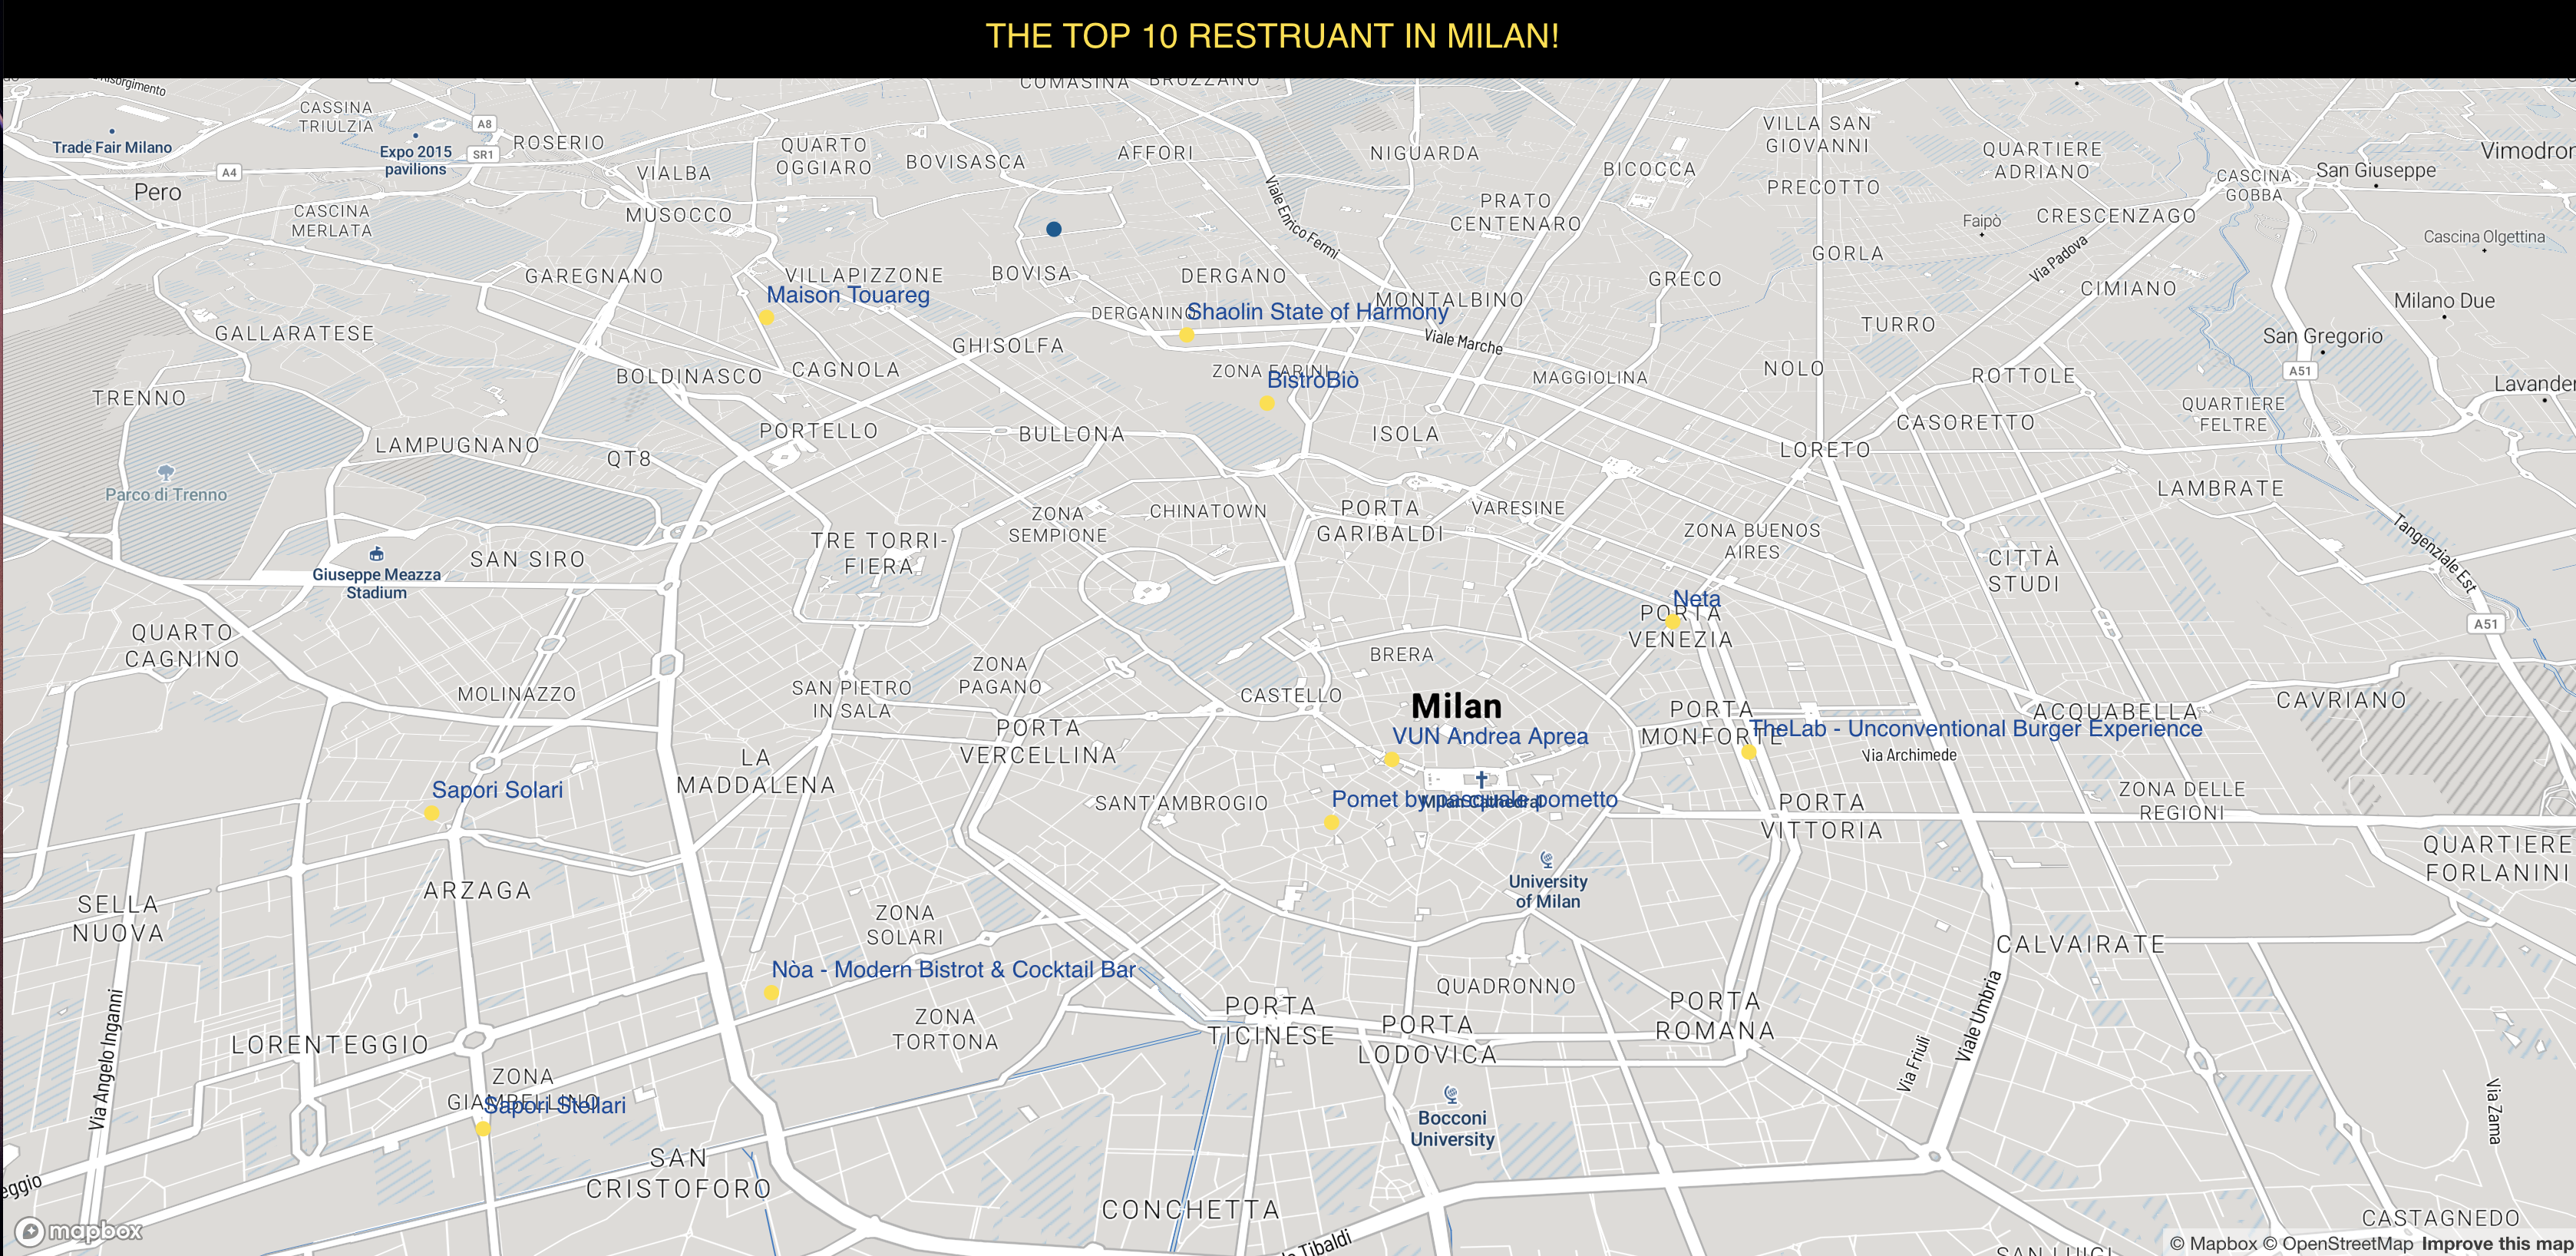 THE TOP 10 RESTRUANT IN MILAN!
COMASINA
BRUZZANO
CASSINA
TRIULZIA
A8
ROSERIO
Trade Fair Milano
Expo 2015
pavilions
SR1
A4
Pero
VIALBA
QUARTO
OGGIARO
BOVISASCA
AFFORI
NIGUARDA
BICOCCA
VILLA SAN
GIOVANNI
PRECOTTO
QUARTIERE
ADRIANO
CASCINA
GOBBA
San Giuseppe
CASCINA
MERLATA
MUSOCCO
Viale Enrico Fermi
PRATO
CENTENARO
Faipò
CRESCENZAGO
Cascina Olgettina
GORLA
Via Padova
GAREGNANO
VILLAPIZZONE
BOVISA
DERGANO
GRECO
CIMIANO
Milano Due
Maison Touareg
MONTALBINO
Shaolin State of Harmony
GALLARATESE
GHISOLFA
Viale Marche
TURRO
San Gregorio
BOLDINASCO
CAGNOLA
ZONA FARINI
BistròBiò
MAGGIOLINA
NOLO
ROTTOLE
A51
TRENNO
QUARTIERE
FELTRE
LAMPUGNANO
PORTELLO
BULLONA
ISOLA
CASORETTO
QT8
LORETO
Parco di Trenno
LAMBRATE
ZONA
SEMPIONE
CHINATOWN
PORTA
GARIBALDI
VARESINE
ZONA BUENOS
AIRES
Tangenziale Est
TRE TORRI-
FIERA
SAN SIRO
Giuseppe Meazza
Stadium
CITTÀ
STUDI
Neta
PORTA
VENEZIA
A51
QUARTO
CAGNINO
BRERA
ZONA
PAGANO
MOLINAZZO
SAN PIETRO
IN SALA
CASTELLO
Milan
PORTA
MONFORTE
ACQUABELLA
CAVRIANO
PORTA
VERCELLINA
VUN Andrea Aprea
TheLab - Unconventional Burger Experience
Via Archimede
LA
MADDALENA
Sapori Solari
SANT'AMBROGIO
Pomet by pasquale pometto
Milan Cathedral
PORTA
VITTORIA
ZONA DELLE
REGIONI
QUARTIERE
FORLANINI
ARZAGA
University
of Milan
SELLA
NUOVA
ZONA
SOLARI
CALVAIRATE
Nòa - Modern Bistrot & Cocktail Bar
QUADRONNO
Via Angelo Inganni
LORENTEGGIO
ZONA
TORTONA
PORTA
TICINESE
PORTA
LODOVICA
PORTA
ROMANA
Viale Umbria
Via Friuli
ZONA
GIAMBELLINO
Sapori Stellari
Bocconi
University
Via Zama
SAN
CRISTOFORO
CONCHETTA
CASTAGNEDO
mapbox
Tibaldi
© Mapbox © OpenStreetMap Improve this map